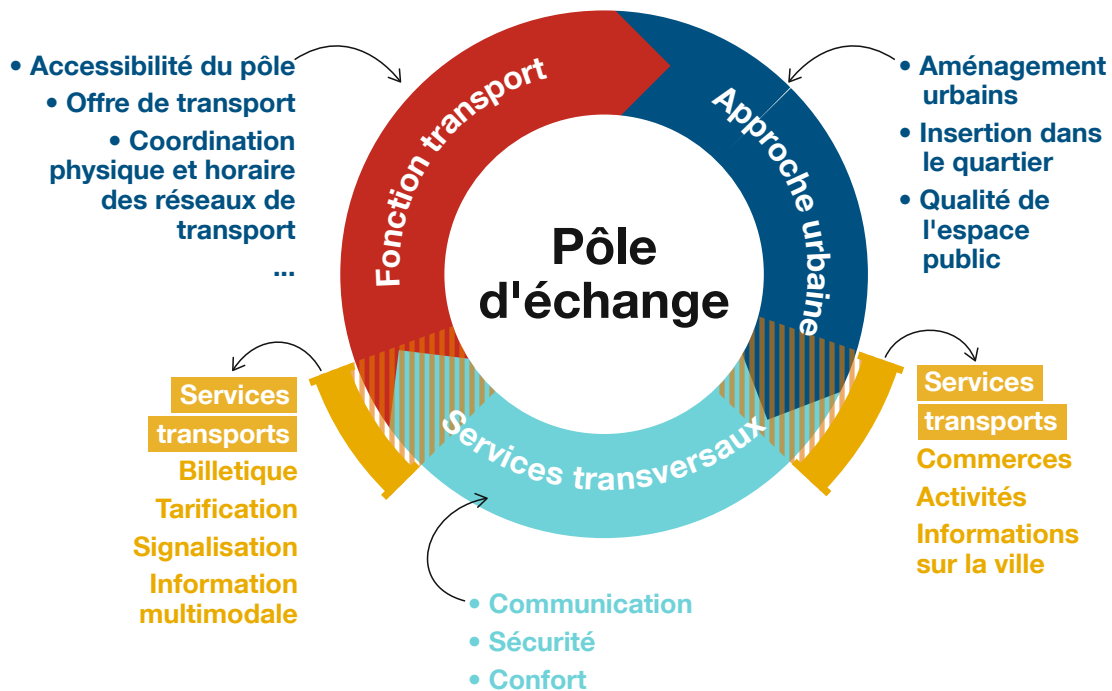 • Accessibilité du pôle
• Offre de transport
• Coordination
physique et horaire
des réseaux de
transport
...
Fonction transport
Approche urbaine
• Aménagement
urbains
• Insertion dans
le quartier
• Qualité de
l'espace
public
Pôle
d'échange
Services
transports
Billetique
Tarification
Signalisation
Information
multimodale
Services transversaux
Services
transports
Commerces
Activités
Informations
sur la ville
• Communication
• Sécurité
• Confort